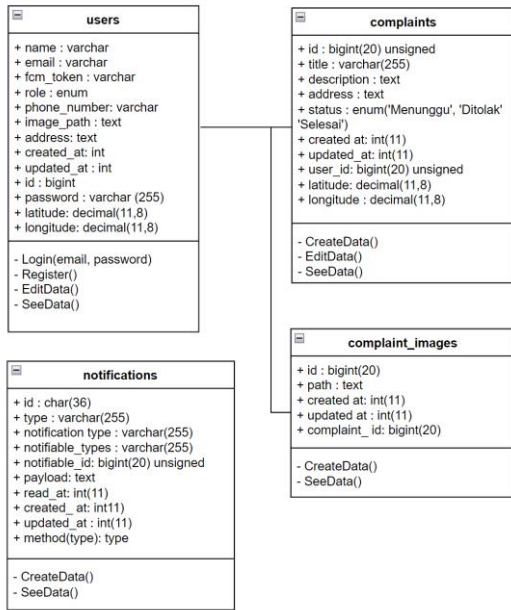 users
+ name : varchar
+ email : varchar
+ fcm_token : varchar
+ role : enum
+ phone_number: varchar
+ image_path : text
+ address: text
+ created_at: int
+ updated_at : int
+ id : bigint
+ password : varchar (255)
+ latitude: decimal(11,8)
+ longitude: decimal(11,8)
- Login(email, password)
- Register()
- EditData()
- SeeData()
complaints
+ id : bigint(20) unsigned
+ title : varchar(255)
+ description : text
+ address : text
+ status : enum('Menunggu', 'Ditolak'
'Selesai')
+ created at: int(11)
+ updated_at: int(11)
+ user_id: bigint(20) unsigned
+ latitude: decimal(11,8)
+ longitude : decimal(11,8)
- CreateData()
- EditData()
- SeeData()
notifications
+ id : char(36)
+ type : varchar(255)
+ notification type : varchar(255)
+ notifiable_types : varchar(255)
+ notifiable_id: bigint(20) unsigned
+ payload: text
+ read_at: int(11)
+ created_ at: int11)
+ updated_at : int(11)
+ method(type): type
- CreateData()
- SeeData()
complaint_images
+ id : bigint(20)
+ path : text
+ created at: int(11)
+ updated at : int(11)
+ complaint_ id: bigint(20)
- CreateData()
- SeeData()